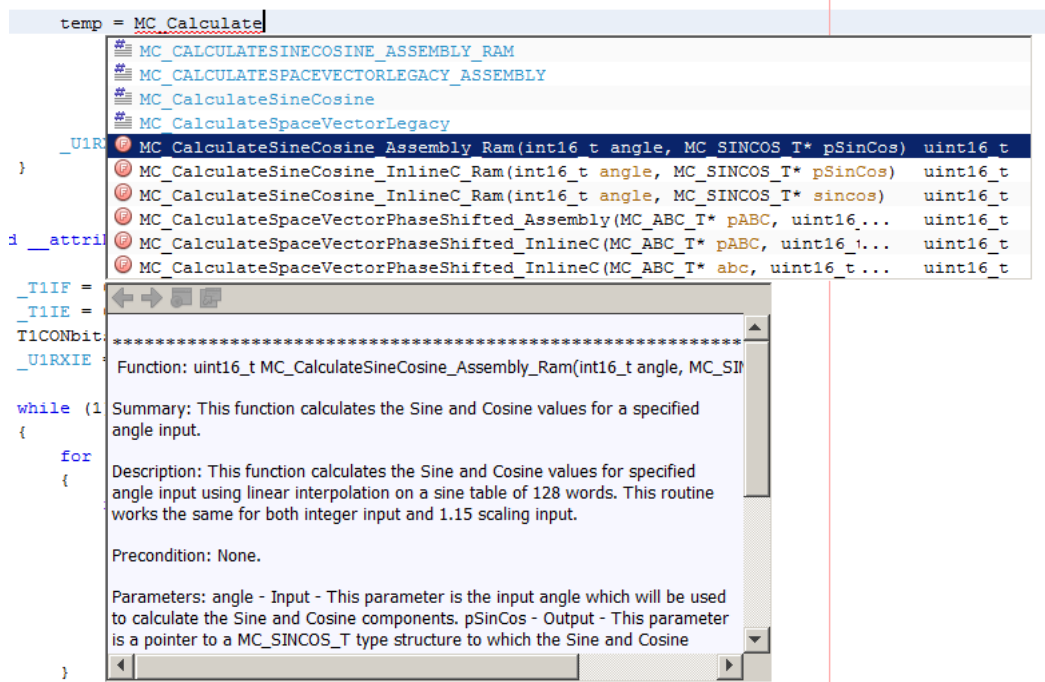 temp = MC_Calculate
MC_CALCULATESINECOSINE_ASSEMBLY_RAM
MC_CALCULATESPACEVECTORLEGACY_ASSEMBLY
MC_CalculateSineCosine
MC_CalculateSpaceVectorLegacy
_U1RX MC_CalculateSineCosine_Assembly_Ram(int16_t angle, MC_SINCOS_T* pSinCos) uint16_t
} MC_CalculateSineCosine_InlineC_Ram(int16_t angle, MC_SINCOS_T* pSinCos) uint16_t
MC_CalculateSineCosine_InlineC_Ram(int16_t angle, MC_SINCOS_T* sincos) uint16_t
MC_CalculateSpaceVectorPhaseShifted_Assembly(MC_ABC_T* pABC, uint16_... uint16_t
d __attri MC_CalculateSpaceVectorPhaseShifted_InlineC(MC_ABC_T* pABC, uint16_t... uint16_t
MC_CalculateSpaceVectorPhaseShifted_InlineC(MC_ABC_T* abc, uint16_t... uint16_t
_T1IF =
_T1IE =
T1CONbit
_U1RXIE =
while (1
{
for
{
}
*************************************************************
Function: uint16_t MC_CalculateSineCosine_Assembly_Ram(int16_t angle, MC_SIN
Summary: This function calculates the Sine and Cosine values for a specified
angle input.
Description: This function calculates the Sine and Cosine values for specified
angle input using linear interpolation on a sine table of 128 words. This routine
works the same for both integer input and 1.15 scaling input.
Precondition: None.
Parameters: angle - Input - This parameter is the input angle which will be used
to calculate the Sine and Cosine components. pSinCos - Output - This parameter
is a pointer to a MC_SINCOS_T type structure to which the Sine and Cosine